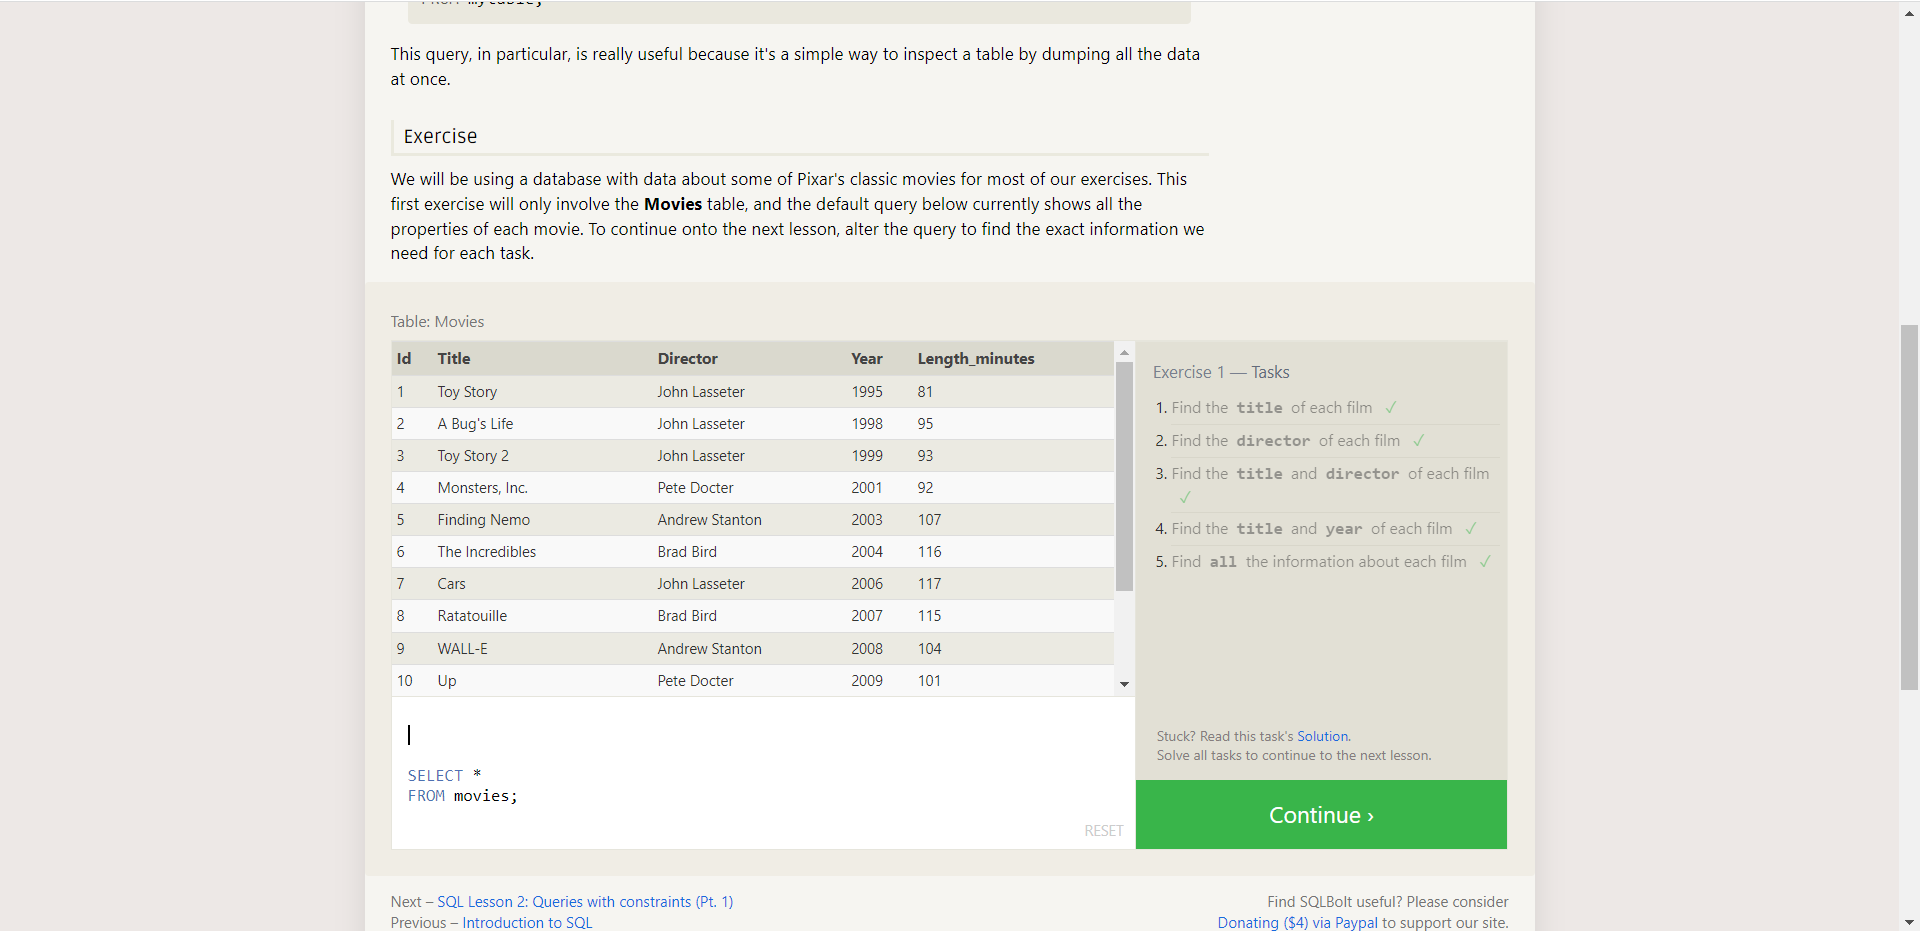 FROM mytable;
This query, in particular, is really useful because it's a simple way to inspect a table by dumping all the data
at once.
Exercise
We will be using a database with data about some of Pixar's classic movies for most of our exercises. This
first exercise will only involve the Movies table, and the default query below currently shows all the
properties of each movie. To continue onto the next lesson, alter the query to find the exact information we
need for each task.
Table: Movies
Id Title Director Year Length_minutes
1 Toy Story John Lasseter 1995 81
2 A Bug's Life John Lasseter 1998 95
3 Toy Story 2 John Lasseter 1999 93
4 Monsters, Inc. Pete Docter 2001 92
5 Finding Nemo Andrew Stanton 2003 107
6 The Incredibles Brad Bird 2004 116
7 Cars John Lasseter 2006 117
8 Ratatouille Brad Bird 2007 115
9 WALL-E Andrew Stanton 2008 104
10 Up Pete Docter 2009 101
SELECT *
FROM movies;
RESET
Exercise 1 — Tasks
1. Find the title of each film ✓
2. Find the director of each film ✓
3. Find the title and director of each film
✓
4. Find the title and year of each film ✓
5. Find all the information about each film ✓
Stuck? Read this task's Solution.
Solve all tasks to continue to the next lesson.
Continue ›
Next – SQL Lesson 2: Queries with constraints (Pt. 1)
Previous – Introduction to SQL
Find SQLBolt useful? Please consider
Donating ($4) via Paypal to support our site.